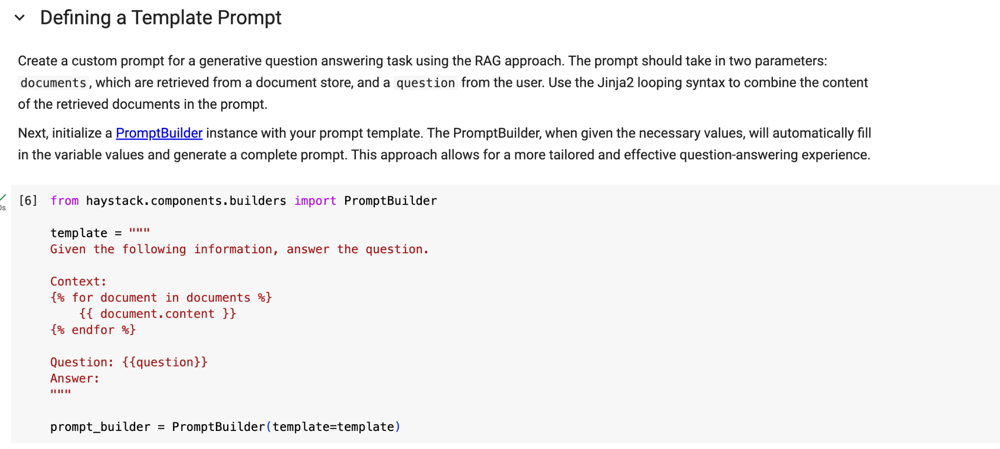 Defining a Template Prompt
Create a custom prompt for a generative question answering task using the RAG approach. The prompt should take in two parameters:
documents, which are retrieved from a document store, and a question from the user. Use the Jinja2 looping syntax to combine the content
of the retrieved documents in the prompt.
Next, initialize a PromptBuilder instance with your prompt template. The PromptBuilder, when given the necessary values, will automatically fill
in the variable values and generate a complete prompt. This approach allows for a more tailored and effective question-answering experience.
[6] from haystack.components.builders import PromptBuilder
template = """
Given the following information, answer the question.
Context:
{% for document in documents %}
    {{ document.content }}
{% endfor %}
Question: {{question}}
Answer:
"""
prompt_builder = PromptBuilder(template=template)